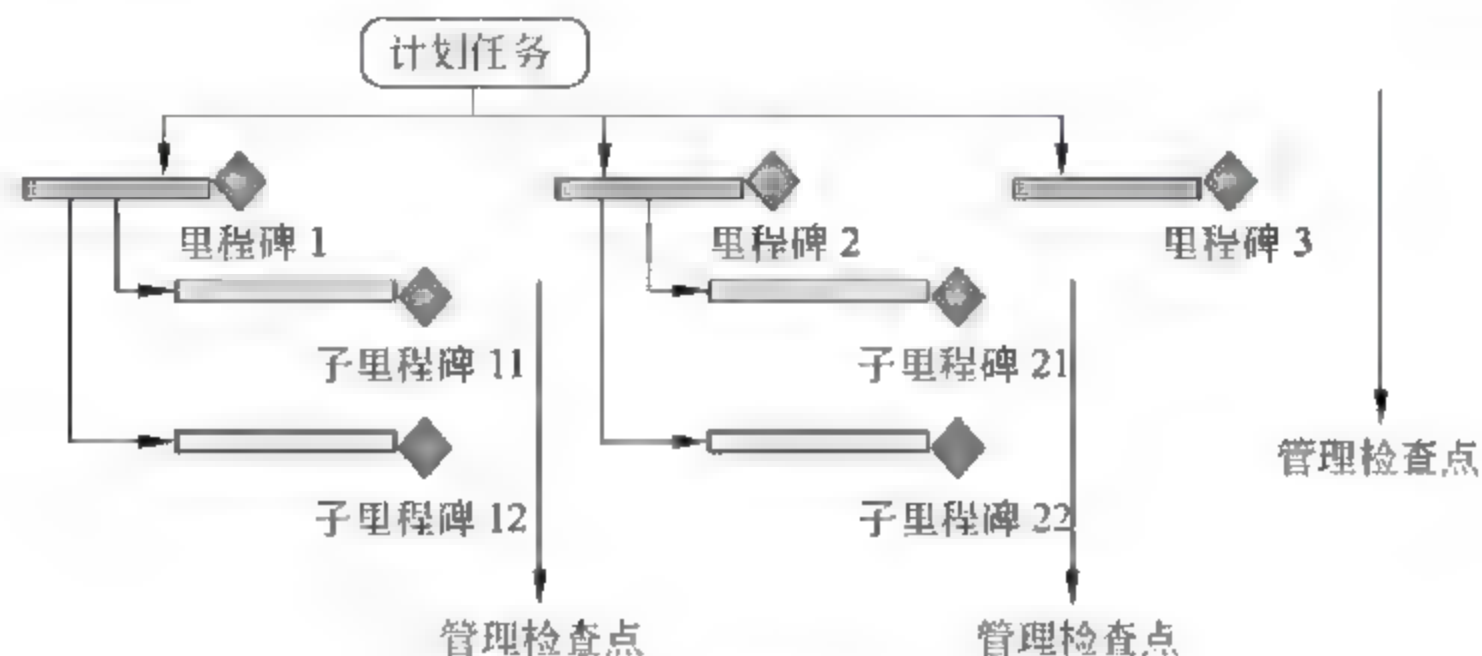 计划任务
里程碑 1
里程碑 2
里程碑 3
子里程碑 11
子里程碑 21
管理检查点
子里程碑 12
子里程碑 22
管理检查点
管理检查点